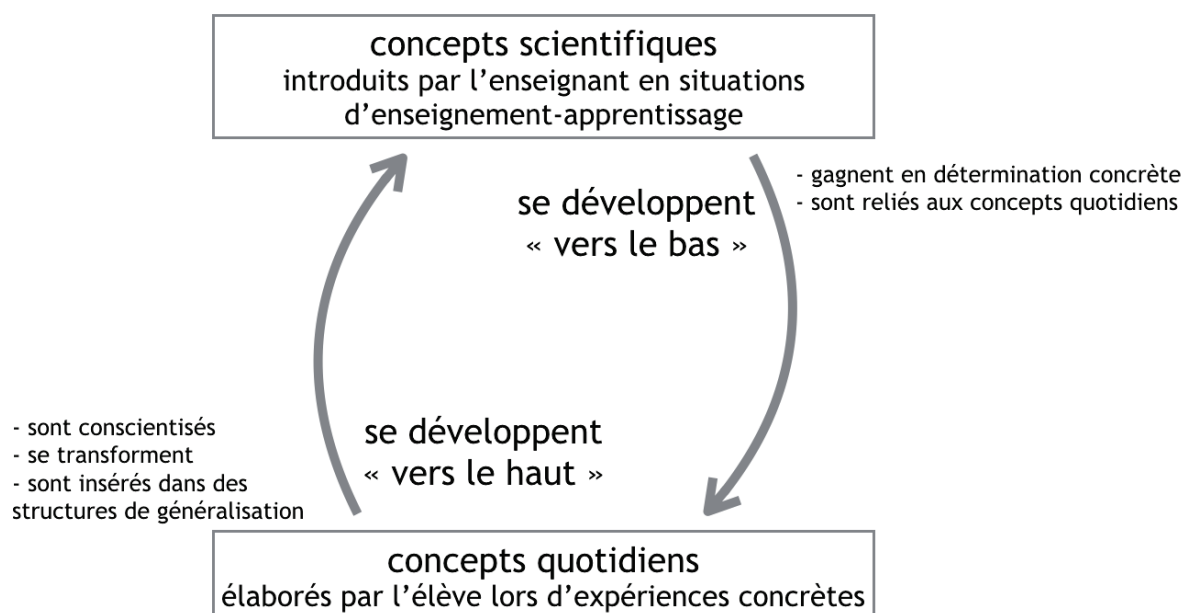 concepts scientifiques
introduits par l’enseignant en situations
d’enseignement-apprentissage
- gagnent en détermination concrète
- sont reliés aux concepts quotidiens
se développent
« vers le bas »
- sont conscientisés
- se transforment
- sont insérés dans des
structures de généralisation
se développent
« vers le haut »
concepts quotidiens
élaborés par l’élève lors d’expériences concrètes